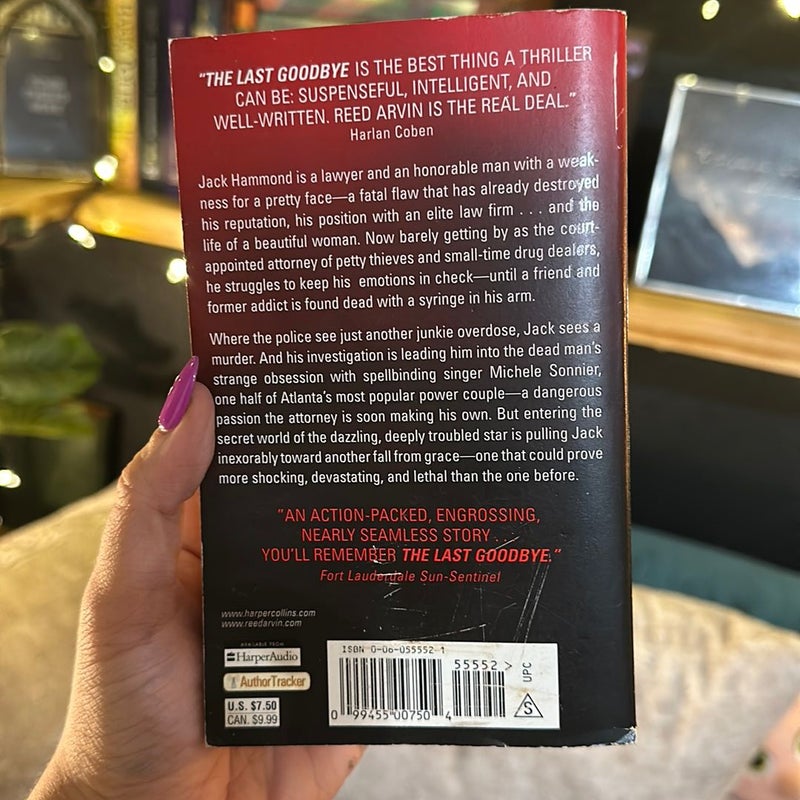 "THE LAST GOODBYE IS THE BEST THING A THRILLER
CAN BE: SUSPENSEFUL, INTELLIGENT, AND
WELL-WRITTEN. REED ARVIN IS THE REAL DEAL."
Harlan Coben
Jack Hammond is a lawyer and an honorable man with a weak-
ness for a pretty face—a fatal flaw that has already destroyed
his reputation, his position with an elite law firm . . . and the
life of a beautiful woman. Now barely getting by as the court-
appointed attorney of petty thieves and small-time drug dealers,
he struggles to keep his emotions in check—until a friend and
former addict is found dead with a syringe in his arm.
Where the police see just another junkie overdose, Jack sees a
murder. And his investigation is leading him into the dead man's
strange obsession with spellbinding singer Michele Sonnier,
one half of Atlanta's most popular power couple—a dangerous
passion the attorney is soon making his own. But entering the
secret world of the dazzling, deeply troubled star is pulling Jack
inexorably toward another fall from grace—one that could prove
more shocking, devastating, and lethal than the one before.
"AN ACTION-PACKED, ENGROSSING,
NEARLY SEAMLESS STORY . . .
YOU'LL REMEMBER THE LAST GOODBYE."
Fort Lauderdale Sun-Sentinel
www.harpercollins.com
www.reedarvin.com
AVAILABLE FROM
HarperAudio
AuthorTracker
U.S. $7.50
CAN. $9.99
ISBN 0-06-055552-1
55552 >
UPC
S
0 99455 00750 4